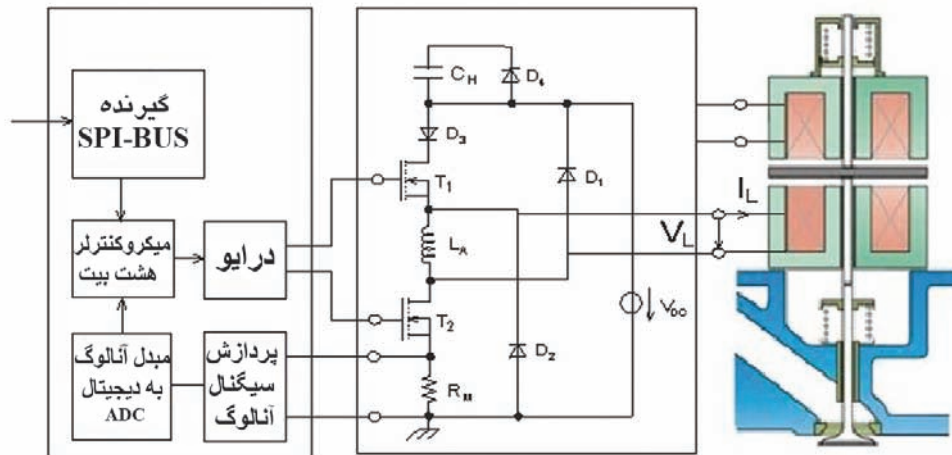 گیرنده
SPI-BUS
میکروکنترلر
هشت بیت
درایو
مبدل آنالوگ
به دیجیتال
ADC
پردازش
سیگنال
آنالوگ
C_H
D_4
D_3
T_1
D_1
L_A
T_2
D_2
R_M
V_DO
I_L
V_L